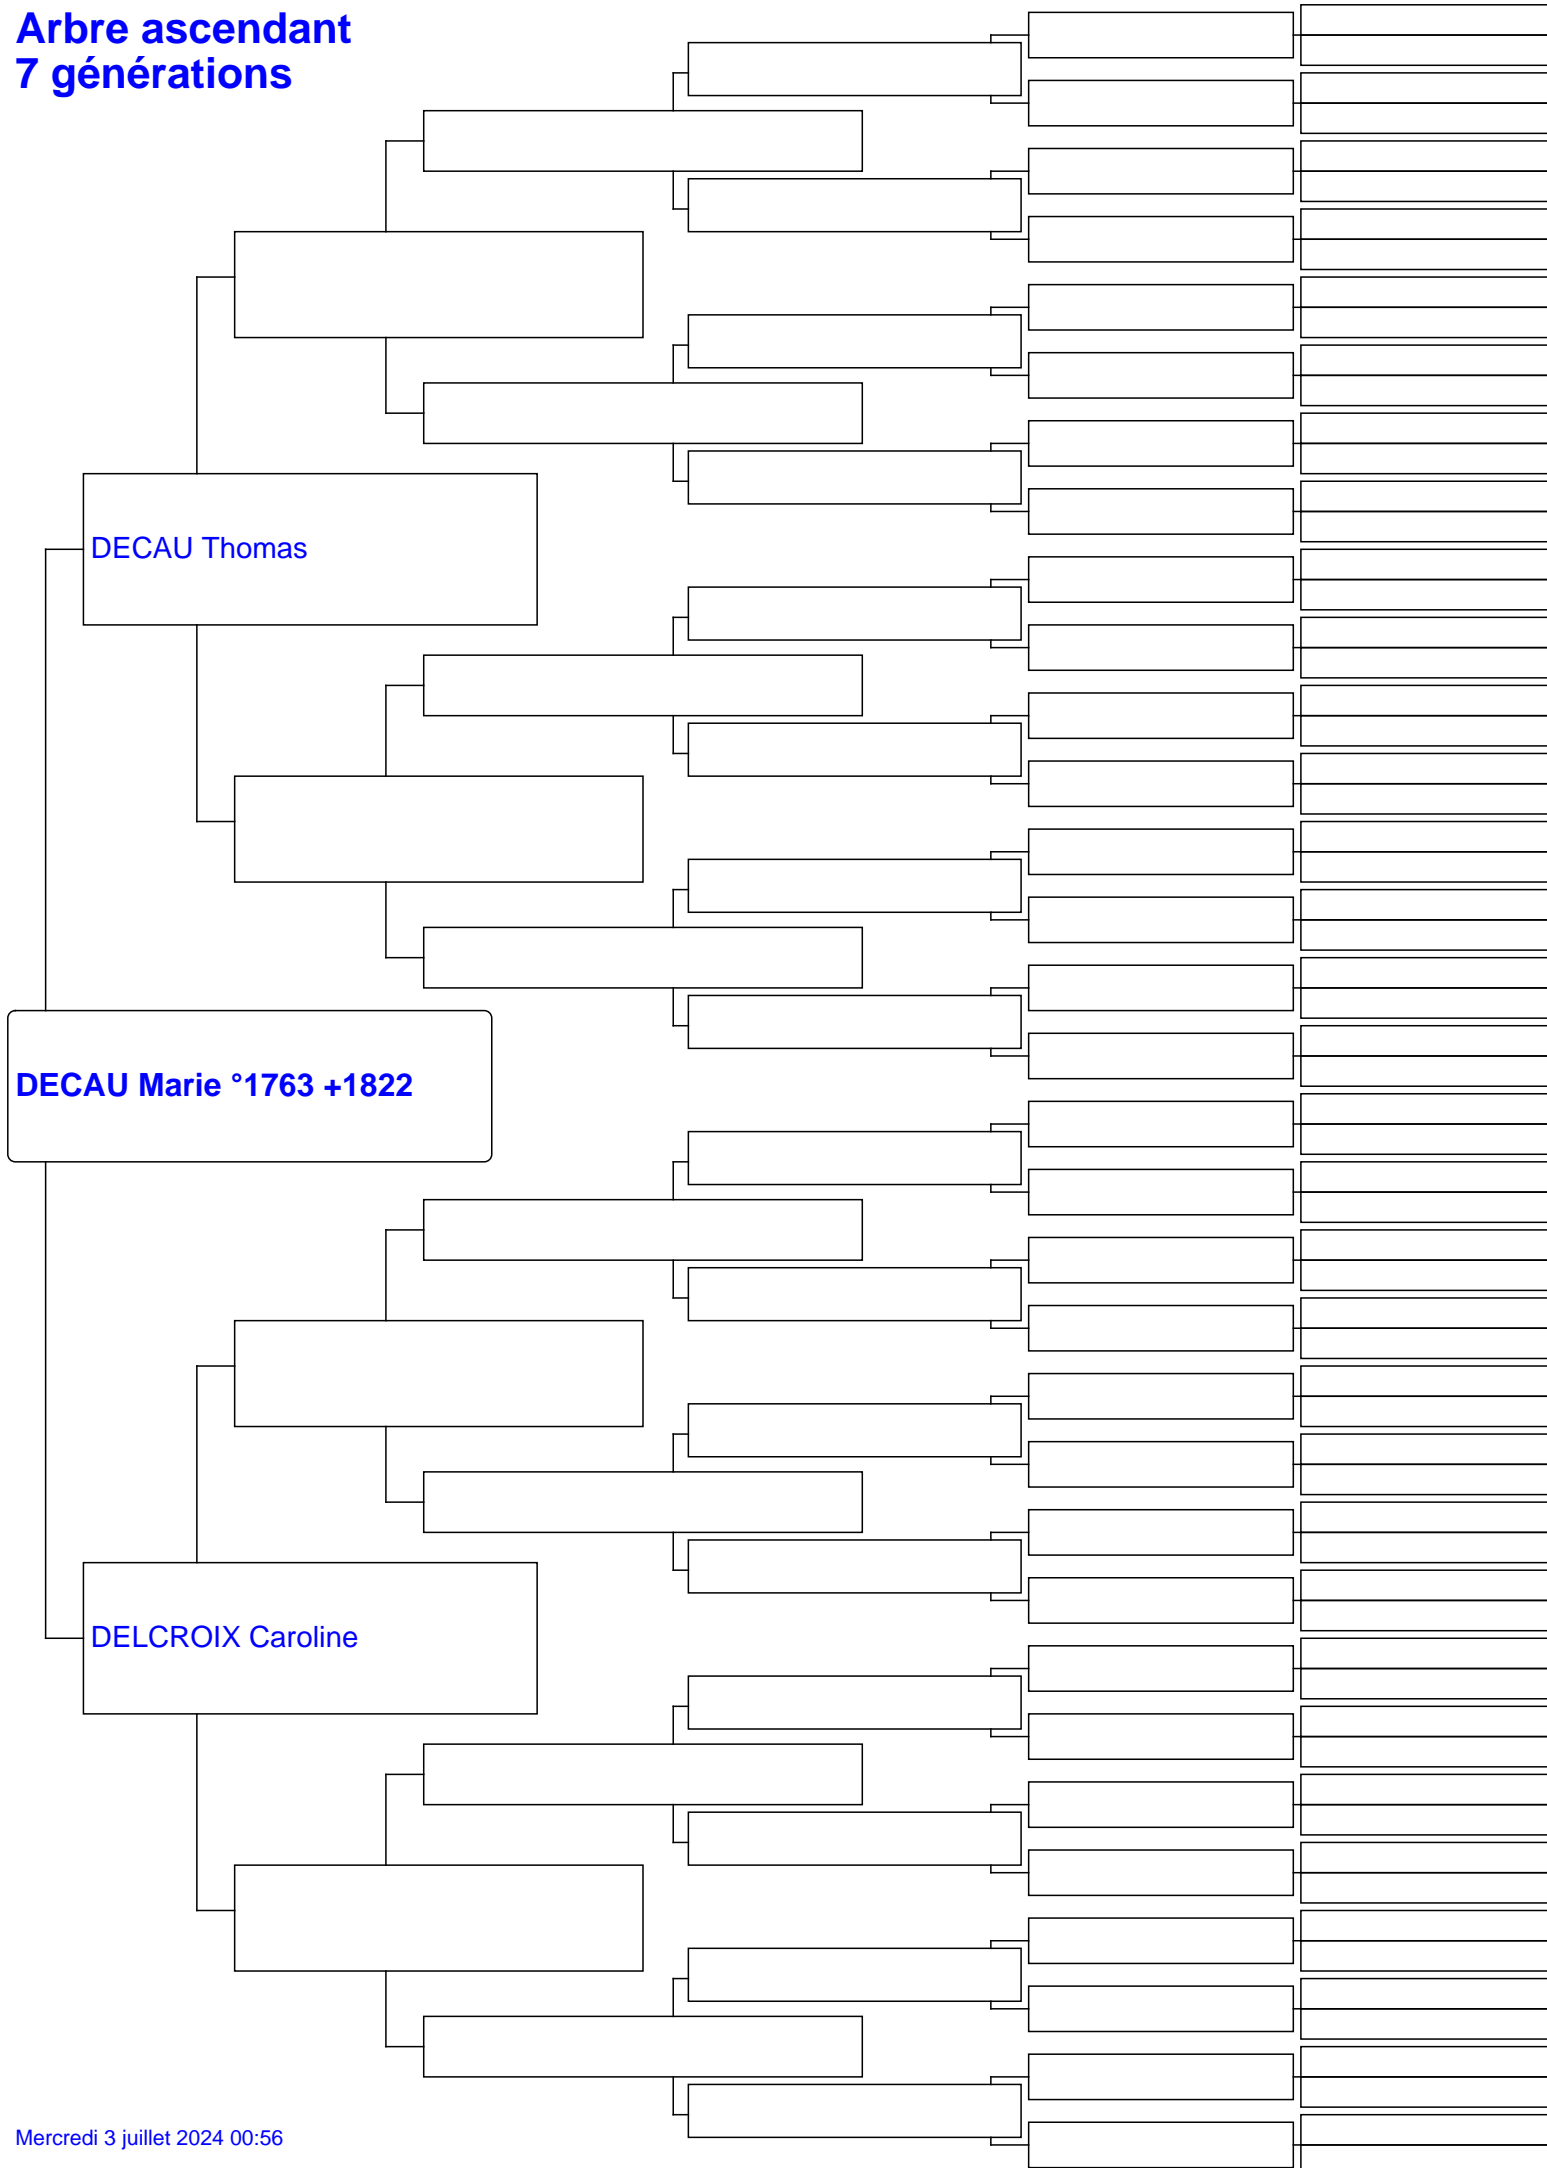 Arbre ascendant
7 générations
DECAU Thomas
DECAU Marie °1763 +1822
DELCROIX Caroline
Mercredi 3 juillet 2024 00:56